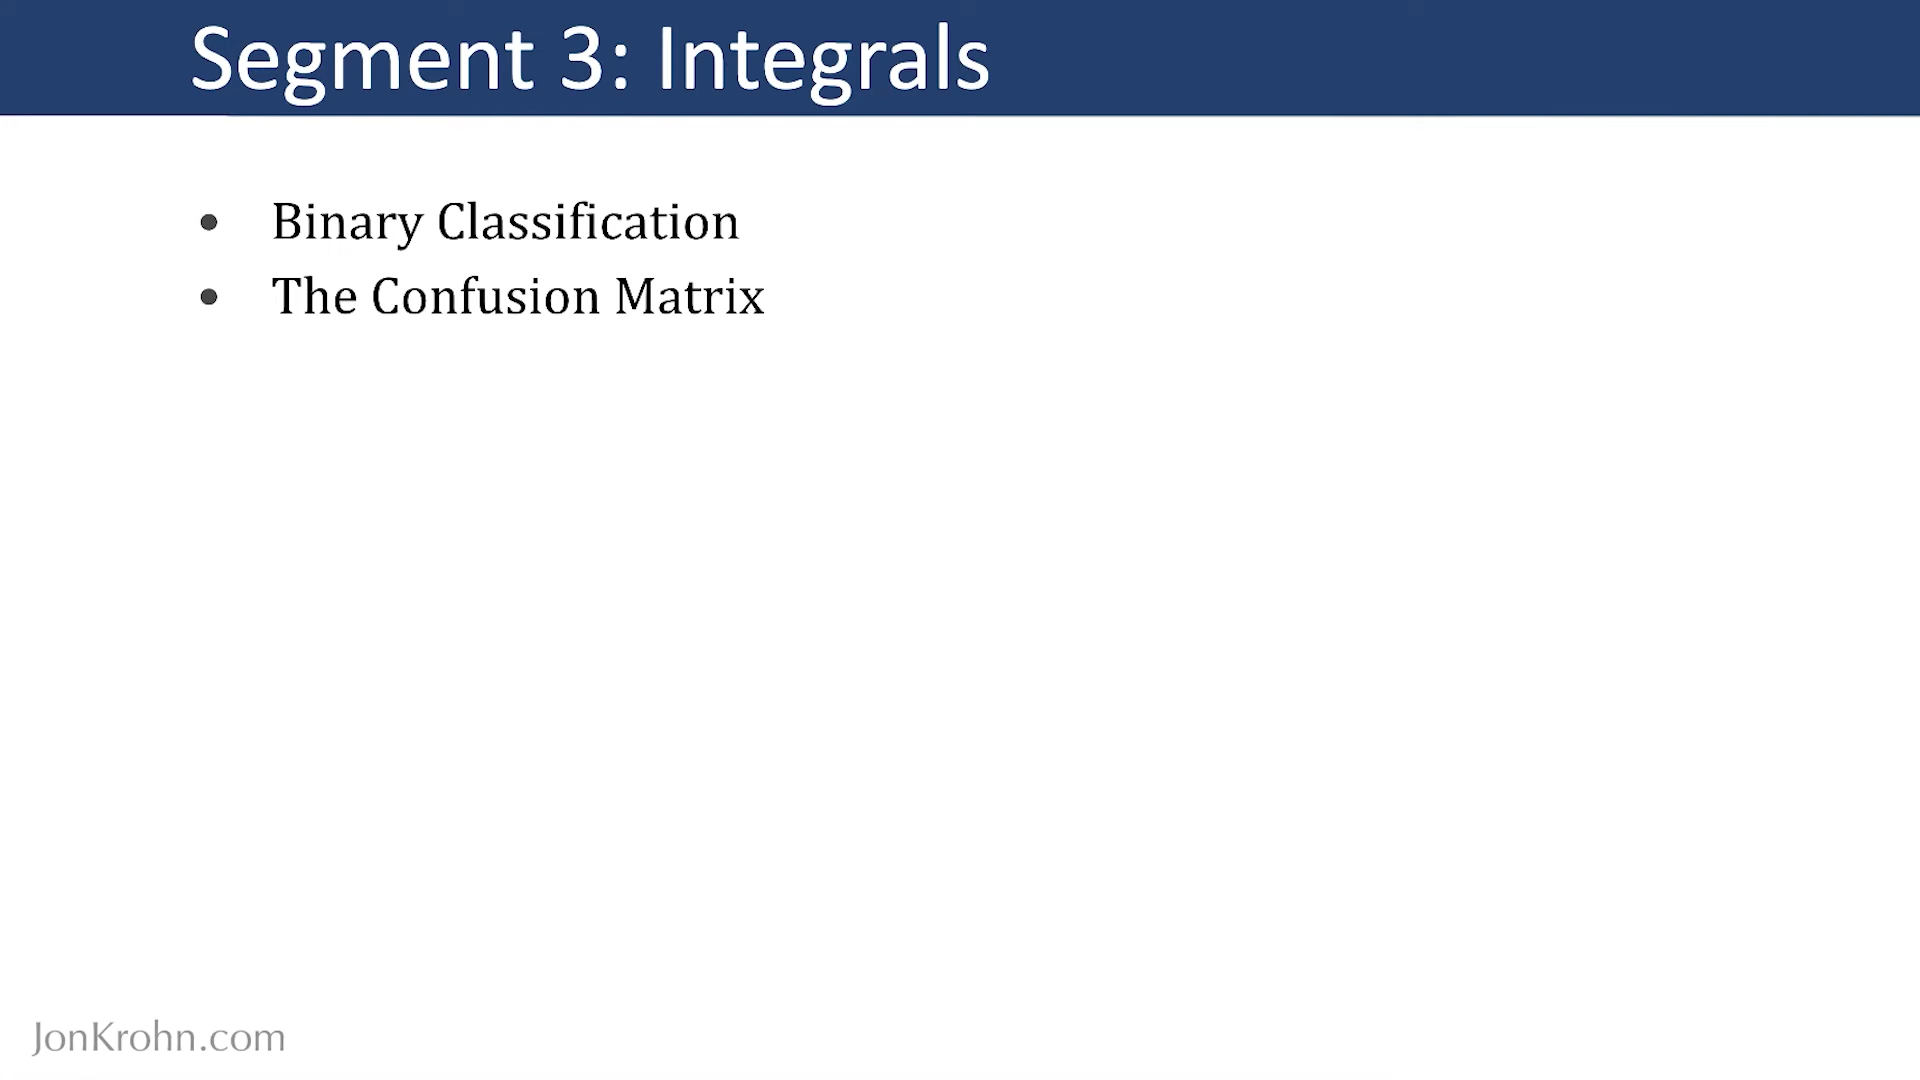 Segment 3: Integrals
• Binary Classification
• The Confusion Matrix
JonKrohn.com